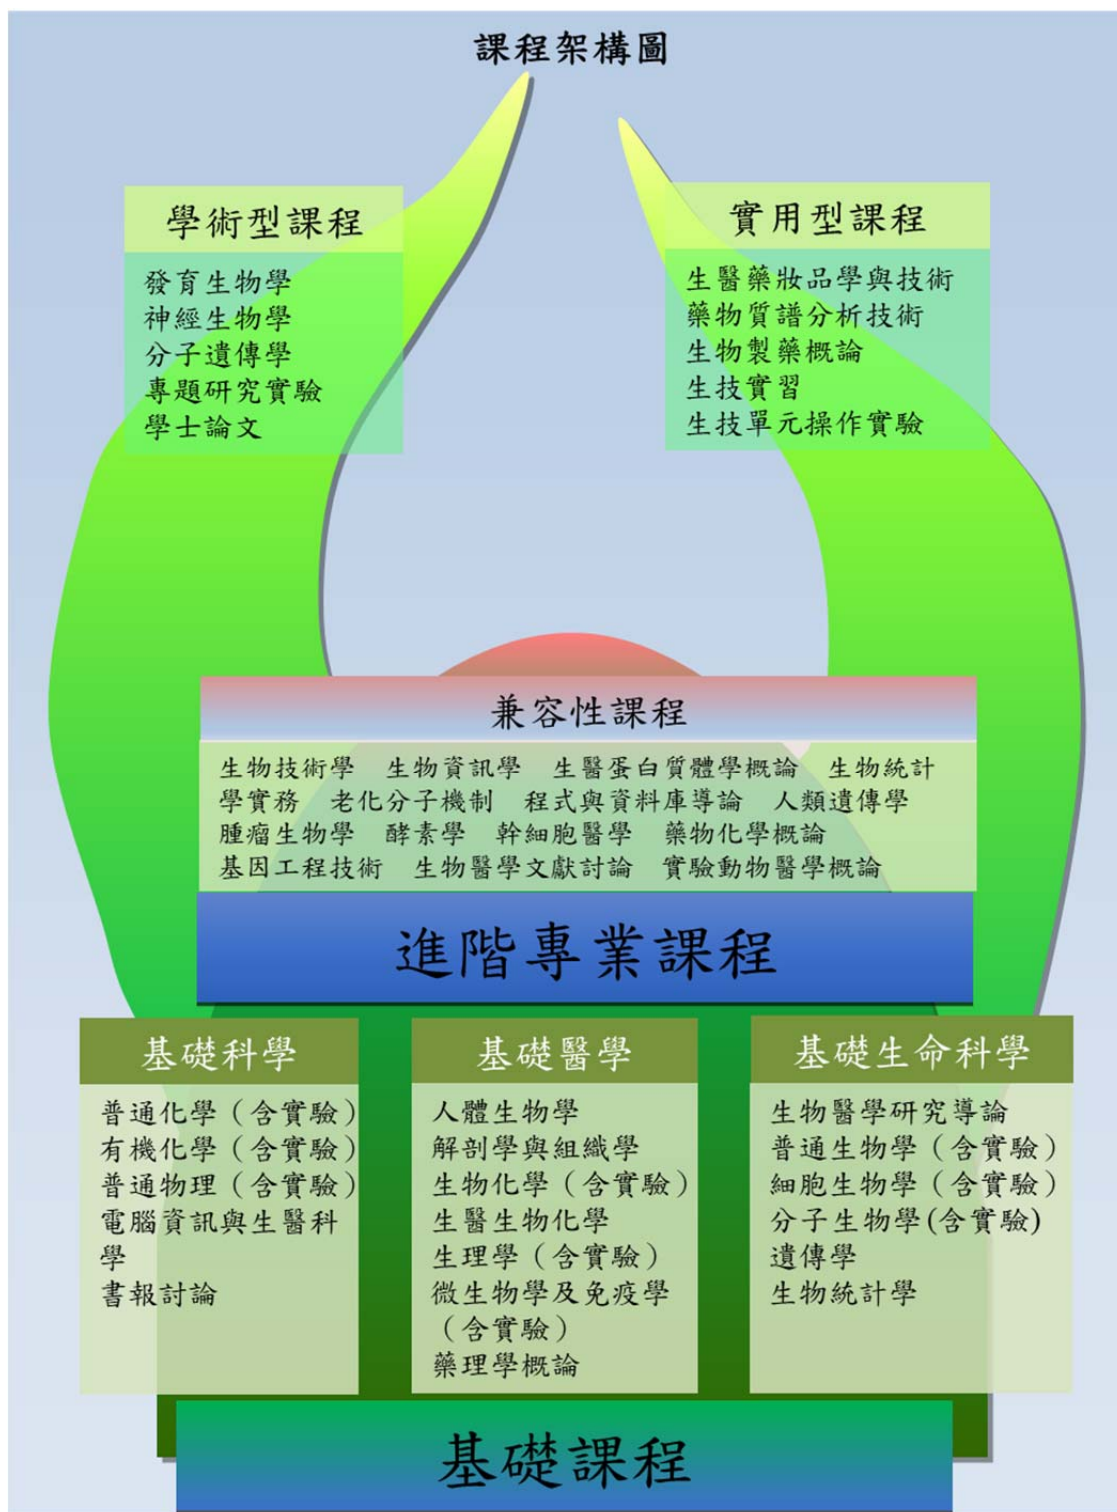 課程架構圖
學術型課程
發育生物學
神經生物學
分子遺傳學
專題研究實驗
學士論文
實用型課程
生醫藥妝品學與技術
藥物質譜分析技術
生物製藥概論
生技實習
生技單元操作實驗
兼容性課程
生物技術學 生物資訊學 生醫蛋白質體學概論 生物統計
學實務 老化分子機制 程式與資料庫導論 人類遺傳學
腫瘤生物學 酵素學 幹細胞醫學 藥物化學概論
基因工程技術 生物醫學文獻討論 實驗動物醫學概論
進階專業課程
基礎科學
普通化學（含實驗）
有機化學（含實驗）
普通物理（含實驗）
電腦資訊與生醫科
學
書報討論
基礎醫學
人體生物學
解剖學與組織學
生物化學（含實驗）
生醫生物化學
生理學（含實驗）
微生物學及免疫學
（含實驗）
藥理學概論
基礎生命科學
生物醫學研究導論
普通生物學（含實驗）
細胞生物學（含實驗）
分子生物學(含實驗)
遺傳學
生物統計學
基礎課程